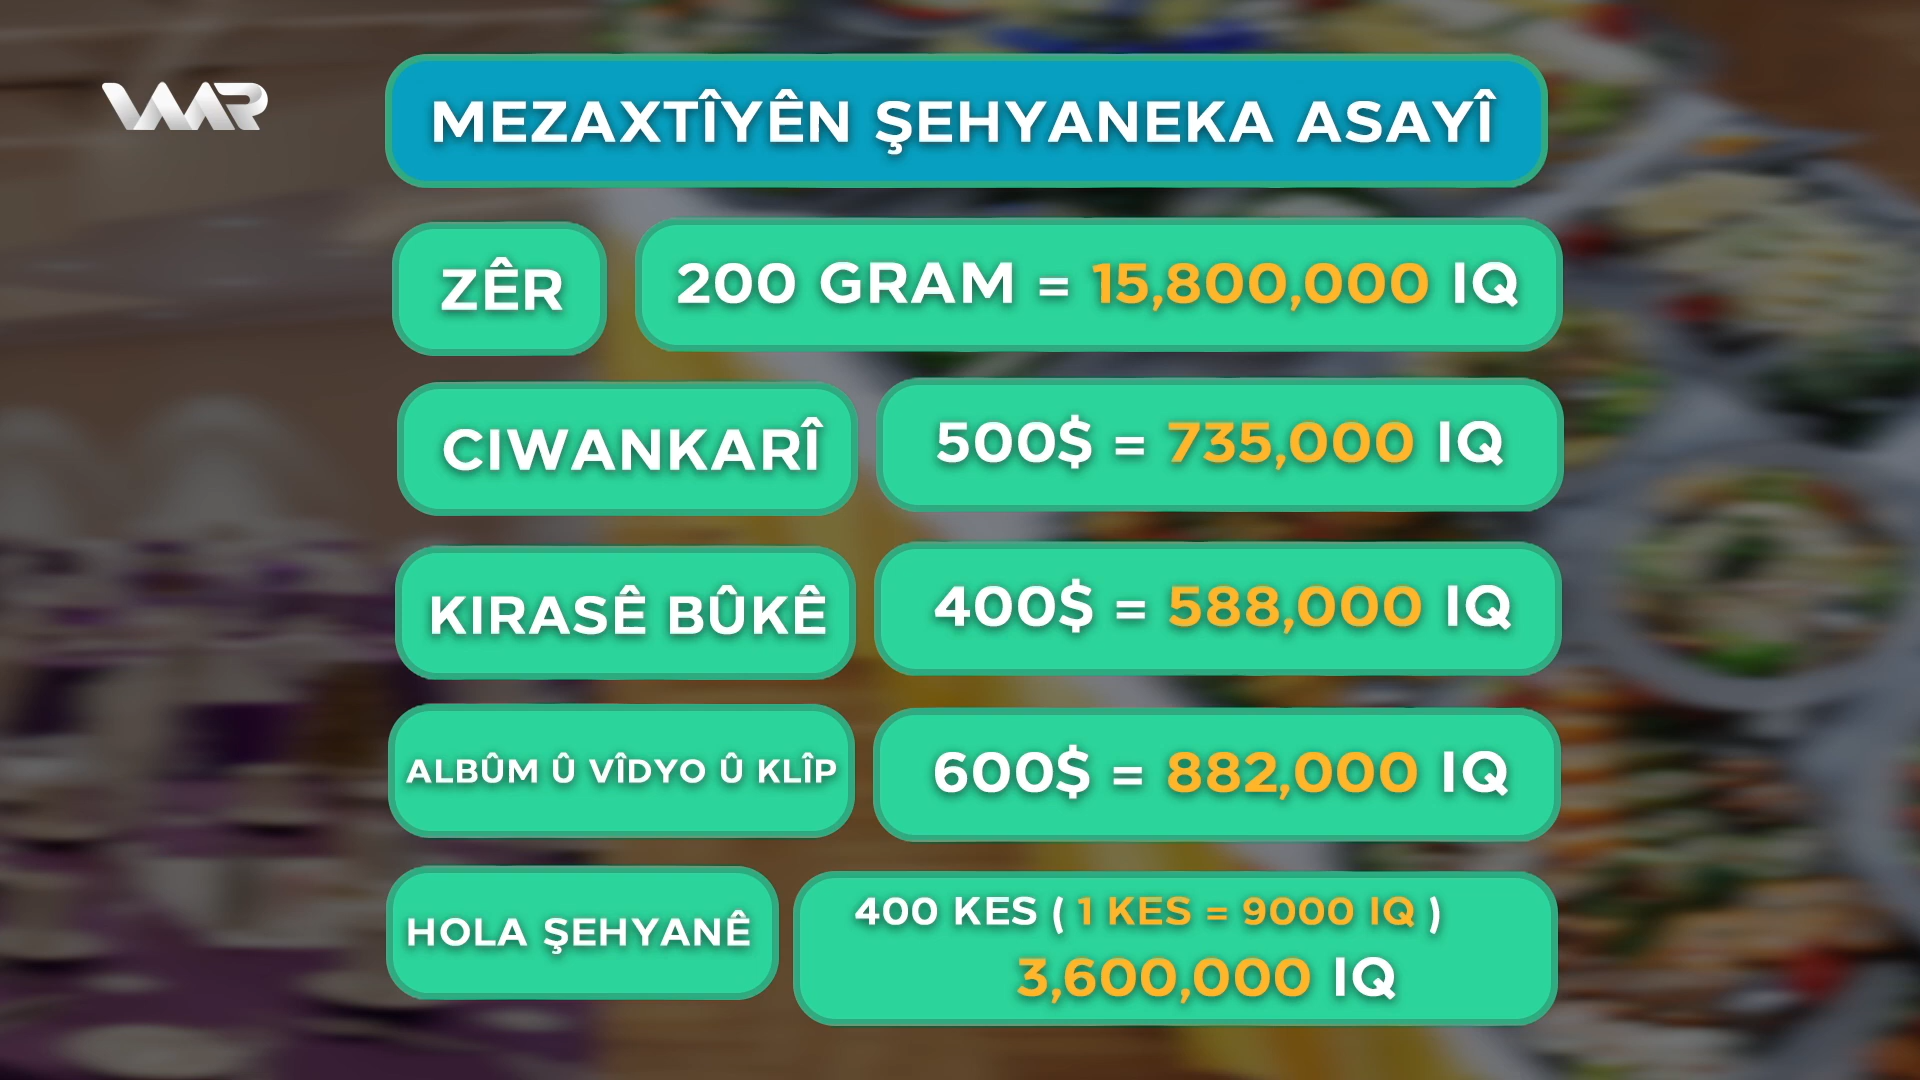 WAAR
MEZAXTÎYÊN ŞEHYANEKA ASAYÎ
ZÊR
200 GRAM = 15,800,000 IQ
CIWANKARÎ
500$ = 735,000 IQ
KIRASÊ BÛKÊ
400$ = 588,000 IQ
ALBÛM Û VÎDYO Û KLÎP
600$ = 882,000 IQ
HOLA ŞEHYANÊ
400 KES ( 1 KES = 9000 IQ )
3,600,000 IQ